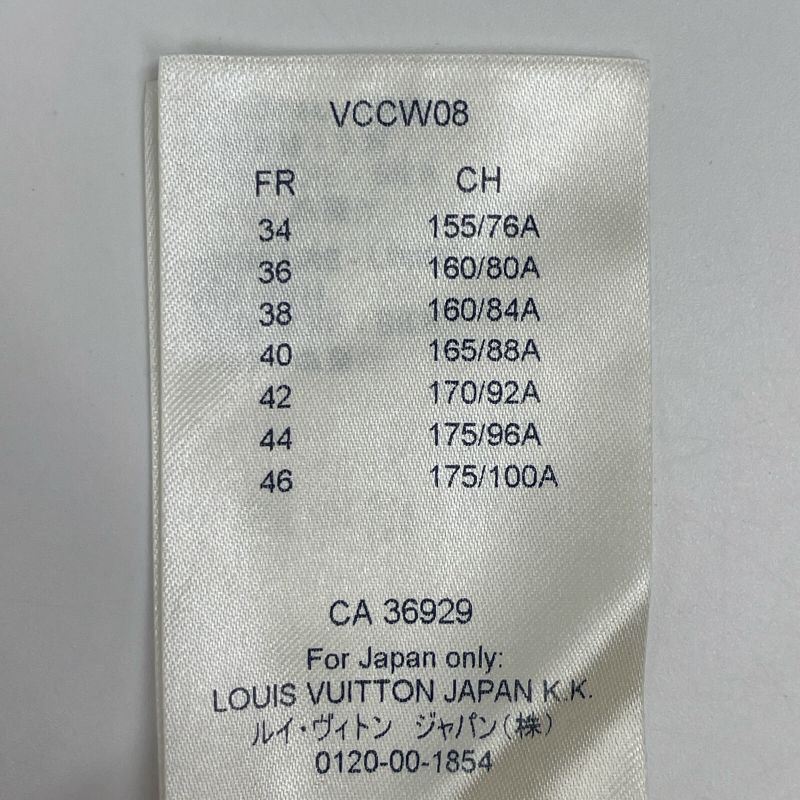 VCCW08
FR CH
34 155/76A
36 160/80A
38 160/84A
40 165/88A
42 170/92A
44 175/96A
46 175/100A
CA 36929
For Japan only:
LOUIS VUITTON JAPAN K.K.
ルイ・ヴィトン ジャパン(株)
0120-00-1854